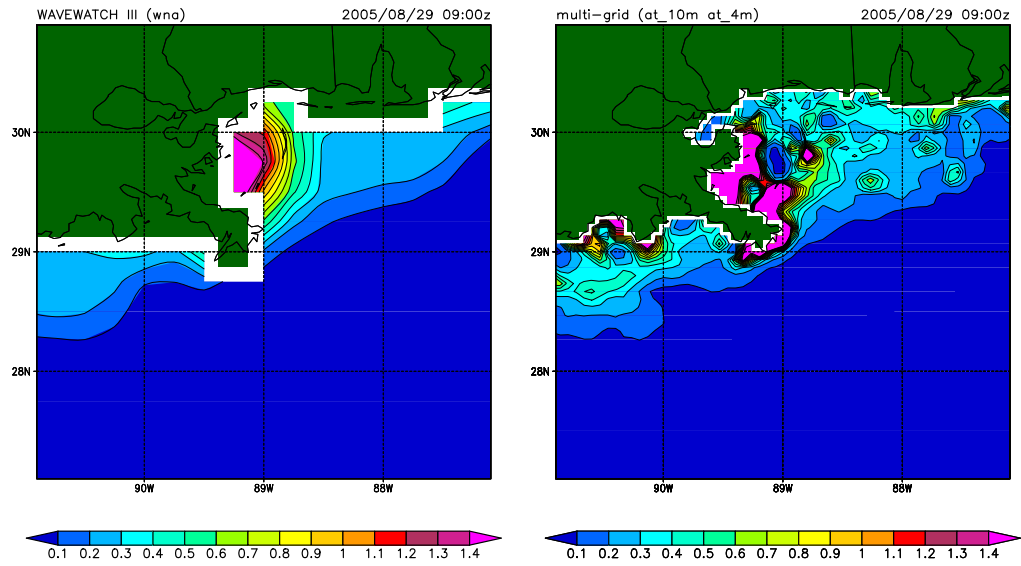 WAVEWATCH III (wna) 2005/08/29 09:00z
30N
29N
28N
90W 89W 88W
0.1 0.2 0.3 0.4 0.5 0.6 0.7 0.8 0.9 1 1.1 1.2 1.3 1.4
multi-grid (at_10m at_4m) 2005/08/29 09:00z
30N
29N
28N
90W 89W 88W
0.1 0.2 0.3 0.4 0.5 0.6 0.7 0.8 0.9 1 1.1 1.2 1.3 1.4